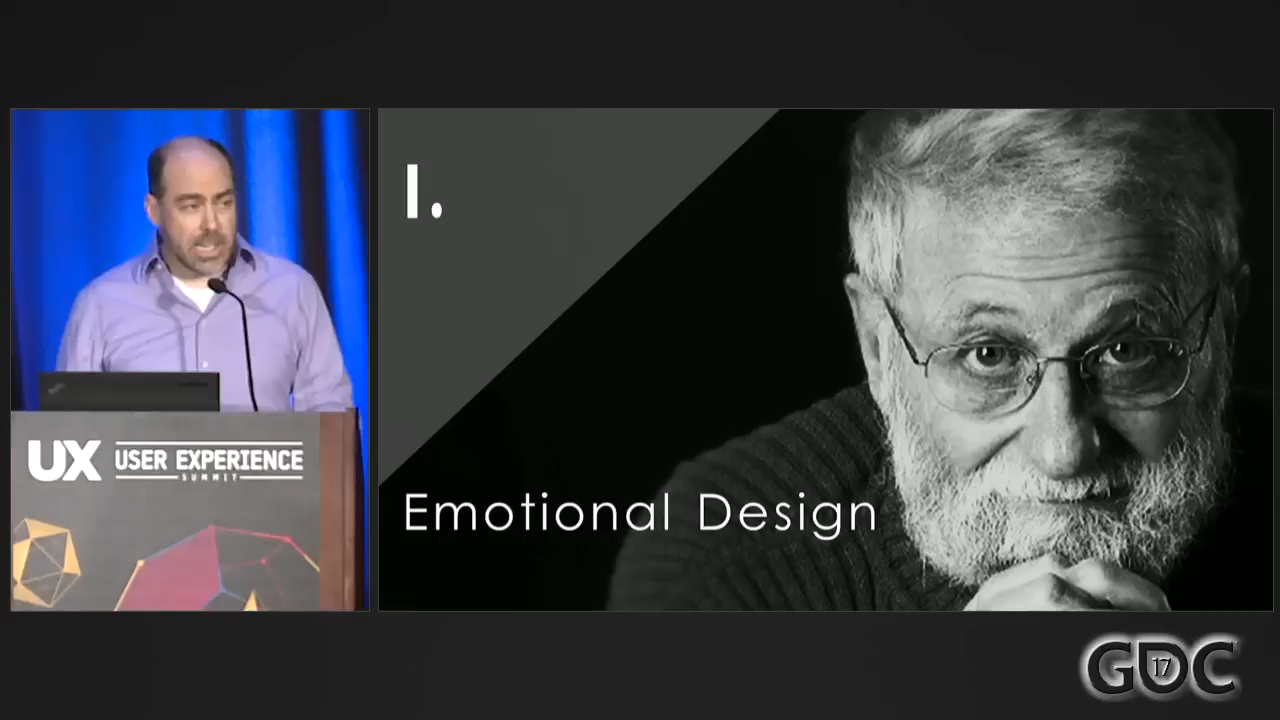 I.
Emotional Design
UX USER EXPERIENCE
SUMMIT
GDC
17